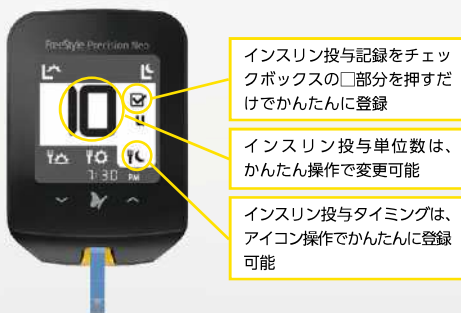 FreeStyle Precision Neo
10
U
7:30 PM
インスリン投与記録をチェッ
クボックスの□部分を押すだ
けでかんたんに登録
インスリン投与単位数は、
かんたん操作で変更可能
インスリン投与タイミングは、
アイコン操作でかんたんに登録
可能